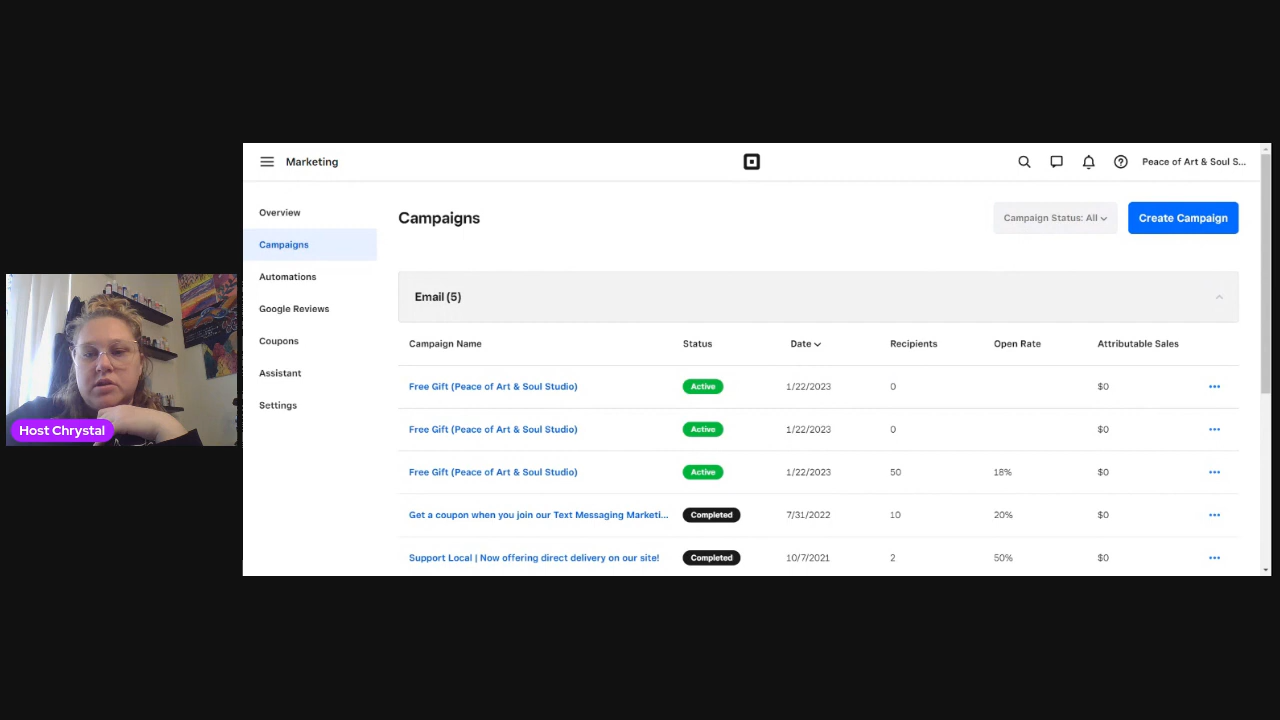 Marketing
Peace of Art & Soul S...
Overview
Campaigns
Automations
Google Reviews
Coupons
Assistant
Settings
Campaigns
Campaign Status: All
Create Campaign
Email (5)
Campaign Name Status Date Recipients Open Rate Attributable Sales
Free Gift (Peace of Art & Soul Studio) Active 1/22/2023 0 $0
Free Gift (Peace of Art & Soul Studio) Active 1/22/2023 0 $0
Free Gift (Peace of Art & Soul Studio) Active 1/22/2023 50 18% $0
Get a coupon when you join our Text Messaging Marketi... Completed 7/31/2022 10 20% $0
Support Local | Now offering direct delivery on our site! Completed 10/7/2021 2 50% $0
Host Chrystal